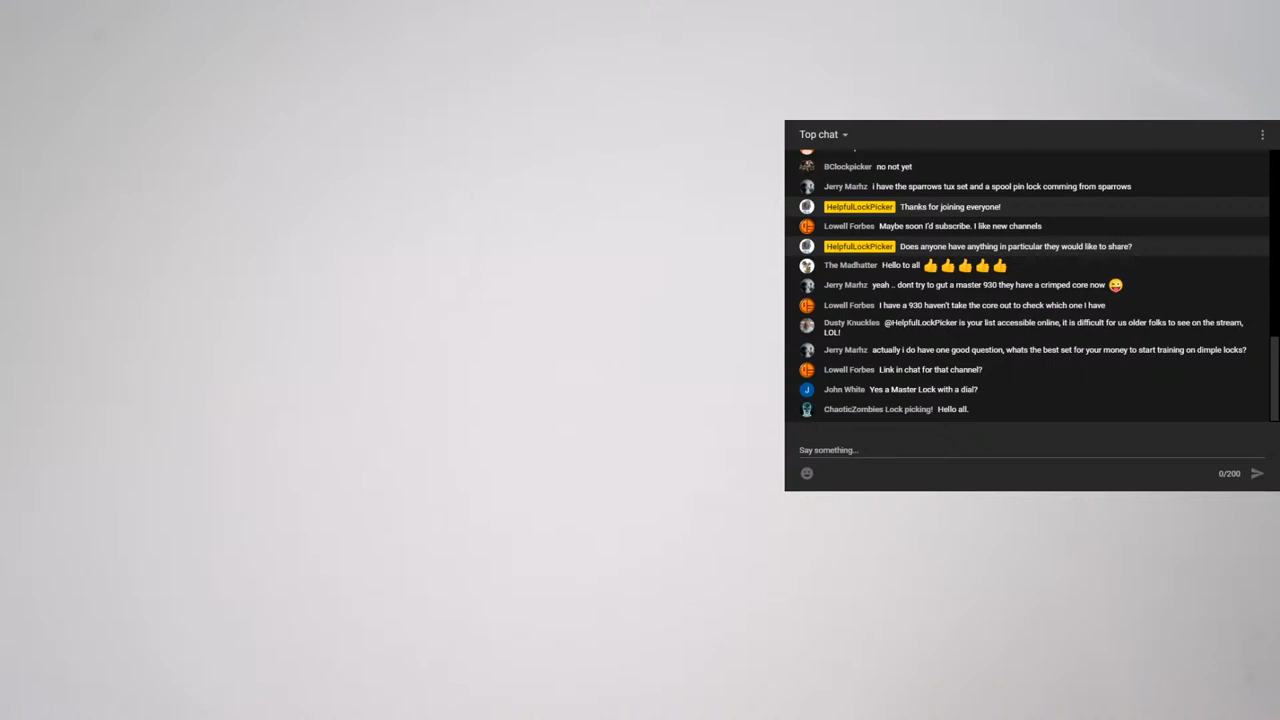 Top chat
BClockpicker no not yet
Jerry Marhz i have the sparrows tux set and a spool pin lock comming from sparrows
HelpfulLockPicker Thanks for joining everyone!
Lowell Forbes Maybe soon I'd subscribe. I like new channels
HelpfulLockPicker Does anyone have anything in particular they would like to share?
The Madhatter Hello to all 👍👍👍👍👍
Jerry Marhz yeah .. dont try to gut a master 930 they have a crimped core now 😜
Lowell Forbes I have a 930 haven't take the core out to check which one I have
Dusty Knuckles @HelpfulLockPicker is your list accessible online, it is difficult for us older folks to see on the stream,
LOL!
Jerry Marhz actually i do have one good question, whats the best set for your money to start training on dimple locks?
Lowell Forbes Link in chat for that channel?
J John White Yes a Master Lock with a dial?
ChaoticZombies Lock picking! Hello all.
Say something...
0/200